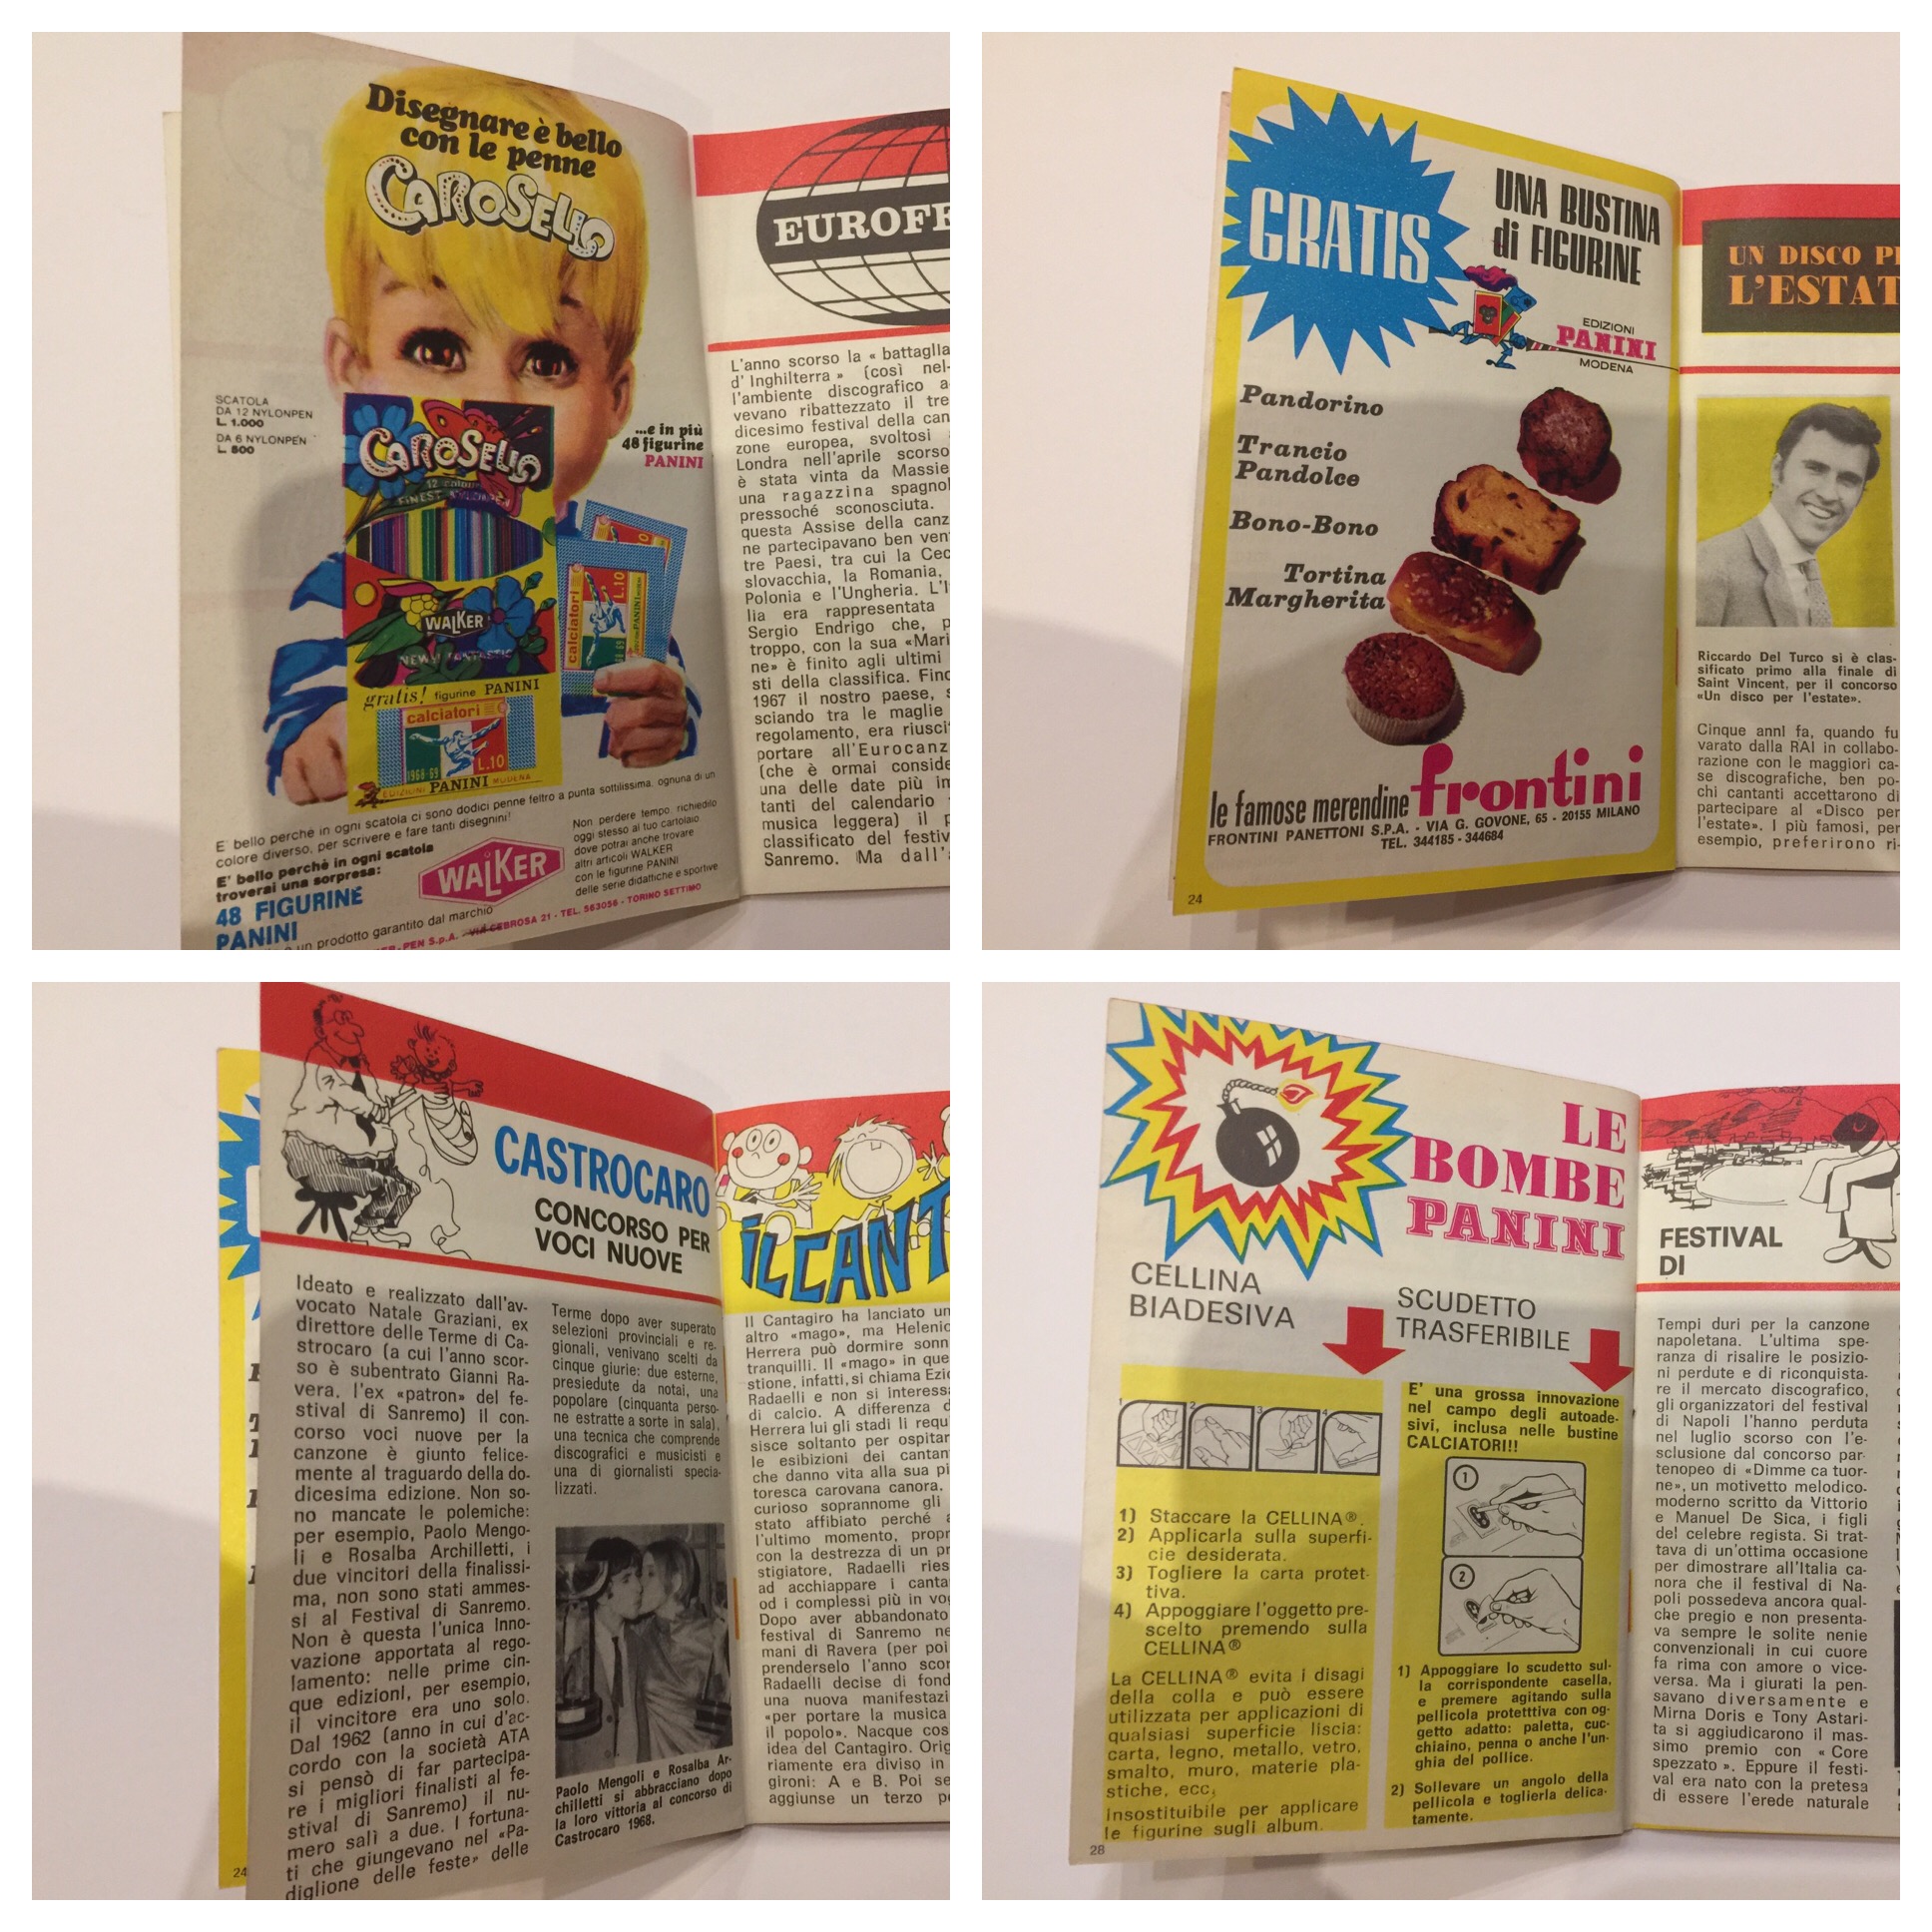 Disegnare è bello
con le penne
CAROSELLO
SCATOLA
DA 12 NYLONPEN
L. 1.000
DA 6 NYLONPEN
L. 500
...e in più
48 figurine
PANINI
CAROSELLO
12 colours
FINEST NYLONPEN
WALKER
NEW! FANTASTIC
gratis! figurine PANINI
calciatori
1968-69
L.10
EDIZIONI PANINI MODENA
calciatori
L.10
PANINI
E' bello perchè in ogni scatola ci sono dodici penne feltro a punta sottilissima, ognuna di un
colore diverso, per scrivere e fare tanti disegnini!
E' bello perchè in ogni scatola
troverai una sorpresa:
48 FIGURINE
PANINI
WALKER
Non perdere tempo, richiedilo
oggi stesso al tuo cartolaio
dove potrai anche trovare
altri articoli WALKER
con le figurine PANINI
delle serie didattiche e sportive
un prodotto garantito dal marchio
-PEN S.p.A. - VIA CEBROSA 21 - TEL. 563056 - TORINO SETTIMO
EUROFE
L'anno scorso la « battaglia
d'Inghilterra » (così nel-
l'ambiente discografico a-
vevano ribattezzato il tre
dicesimo festival della can
zone europea, svoltosi
Londra nell'aprile scorso
è stata vinta da Massie
una ragazzina spagnol
pressoché sconosciuta.
questa Assise della canz
ne partecipavano ben ven
tre Paesi, tra cui la Cec
slovacchia, la Romania,
Polonia e l'Ungheria. L'I
lia era rappresentata
Sergio Endrigo che, p
troppo, con la sua «Mari
ne» è finito agli ultimi
sti della classifica. Fino
1967 il nostro paese, s
sciando tra le maglie
regolamento, era riusci
portare all'Eurocanz
(che è ormai conside
una delle date più im
tanti del calendario
musica leggera) il p
classificato del festiv
Sanremo. Ma dall'a
GRATIS
UNA BUSTINA
di FIGURINE
EDIZIONI
PANINI
MODENA
Pandorino
Trancio
Pandolce
Bono-Bono
Tortina
Margherita
le famose merendine frontini
FRONTINI PANETTONI S.P.A. - VIA G. GOVONE, 65 - 20155 MILANO
TEL. 344185 - 344684
24
UN DISCO PE
L'ESTAT
Riccardo Del Turco si è clas-
sificato primo alla finale di
Saint Vincent, per il concorso
«Un disco per l'estate».
Cinque anni fa, quando fu
varato dalla RAI in collabo-
razione con le maggiori ca-
se discografiche, ben po-
chi cantanti accettarono di
partecipare al «Disco per
l'estate». I più famosi, per
esempio, preferirono ri-
CASTROCARO
CONCORSO PER
VOCI NUOVE
Ideato e realizzato dall'av-
vocato Natale Graziani, ex
direttore delle Terme di Ca-
strocaro (a cui l'anno scor-
so è subentrato Gianni Ra-
vera, l'ex «patron» del fe-
stival di Sanremo) il con-
corso voci nuove per la
canzone è giunto felice-
mente al traguardo della do-
dicesima edizione. Non so-
no mancate le polemiche:
per esempio, Paolo Mengo-
li e Rosalba Archilletti, i
due vincitori della finalissi-
ma, non sono stati ammes-
si al Festival di Sanremo.
Non è questa l'unica Inno-
vazione apportata al rego-
lamento: nelle prime cin-
que edizioni, per esempio,
il vincitore era uno solo.
Dal 1962 (anno in cui d'ac-
cordo con la società ATA
si pensò di far partecipa-
re i migliori finalisti al fe-
stival di Sanremo) il nu-
mero salì a due. I fortuna-
ti che giungevano nel «Pa-
diglione delle feste» delle
Terme dopo aver superato
selezioni provinciali e re-
gionali, venivano scelti da
cinque giurie: due esterne,
presiedute da notai, una
popolare (cinquanta perso-
ne estratte a sorte in sala),
una tecnica che comprende
discografici e musicisti e
una di giornalisti specia-
lizzati.
Paolo Mengoli e Rosalba Ar-
chilletti si abbracciano dopo
la loro vittoria al concorso di
Castrocaro 1968.
24
IL CANT
Il Cantagiro ha lanciato un
altro «mago», ma Helenio
Herrera può dormire sonn
tranquilli. Il «mago» in que
stione, infatti, si chiama Ezio
Radaelli e non si interessa
di calcio. A differenza d
Herrera lui gli stadi li requ
sisce soltanto per ospitar
le esibizioni dei cantan
che danno vita alla sua pi
toresca carovana canora.
curioso soprannome gli
stato affibiato perché a
l'ultimo momento, propr
con la destrezza di un pr
stigiatore, Radaelli ries
ad acchiappare i canta
od i complessi più in vog
Dopo aver abbandonato
festival di Sanremo ne
mani di Ravera (per poi
prenderselo l'anno scor
Radaelli decise di fond
una nuova manifestazi
«per portare la musica
il popolo». Nacque cos
idea del Cantagiro. Orig
riamente era diviso in
gironi: A e B. Poi se
aggiunse un terzo pe
LE
BOMBE
PANINI
CELLINA
BIADESIVA
SCUDETTO
TRASFERIBILE
1 2 3 4
1) Staccare la CELLINA®.
2) Applicarla sulla superfi-
cie desiderata.
3) Togliere la carta protet-
tiva.
4) Appoggiare l'oggetto pre-
scelto premendo sulla
CELLINA®
La CELLINA® evita i disagi
della colla e può essere
utilizzata per applicazioni di
qualsiasi superficie liscia:
carta, legno, metallo, vetro,
smalto, muro, materie pla-
stiche, ecc.
Insostituibile per applicare
le figurine sugli album.
28
E' una grossa innovazione
nel campo degli autoade-
sivi, inclusa nelle bustine
CALCIATORI!!
1
2
1) Appoggiare lo scudetto sul-
la corrispondente casella,
e premere agitando sulla
pellicola protetttiva con og-
getto adatto: paletta, cuc-
chiaino, penna o anche l'un-
ghia del pollice.
2) Sollevare un angolo della
pellicola e toglierla delica-
tamente.
FESTIVAL
DI
Tempi duri per la canzone
napoletana. L'ultima spe-
ranza di risalire le posizio-
ni perdute e di riconquista-
re il mercato discografico,
gli organizzatori del festival
di Napoli l'hanno perduta
nel luglio scorso con l'e-
sclusione dal concorso par-
tenopeo di «Dimme ca tuor-
ne», un motivetto melodico-
moderno scritto da Vittorio
e Manuel De Sica, i figli
del celebre regista. Si trat-
tava di un'ottima occasione
per dimostrare all'Italia ca-
nora che il festival di Na-
poli possedeva ancora qual-
che pregio e non presenta-
va sempre le solite nenie
convenzionali in cui cuore
fa rima con amore o vice-
versa. Ma i giurati la pen-
savano diversamente e
Mirna Doris e Tony Astari-
ta si aggiudicarono il mas-
simo premio con « Core
spezzato ». Eppure il festi-
val era nato con la pretesa
di essere l'erede naturale